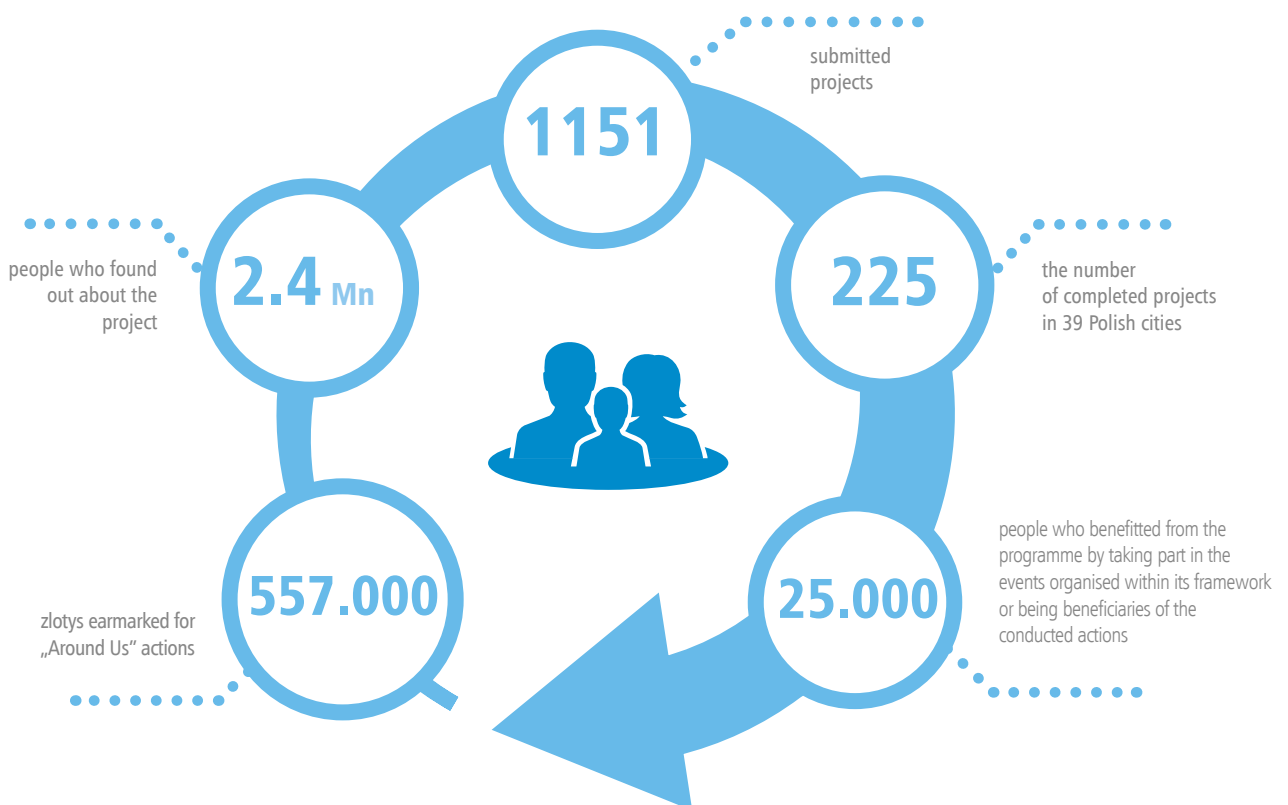 1151
submitted
projects
2.4 Mn
people who found
out about the
project
225
the number
of completed projects
in 39 Polish cities
557.000
zlotys earmarked for
„Around Us“ actions
25.000
people who benefitted from the
programme by taking part in the
events organised within its framework
or being beneficiaries of the
conducted actions